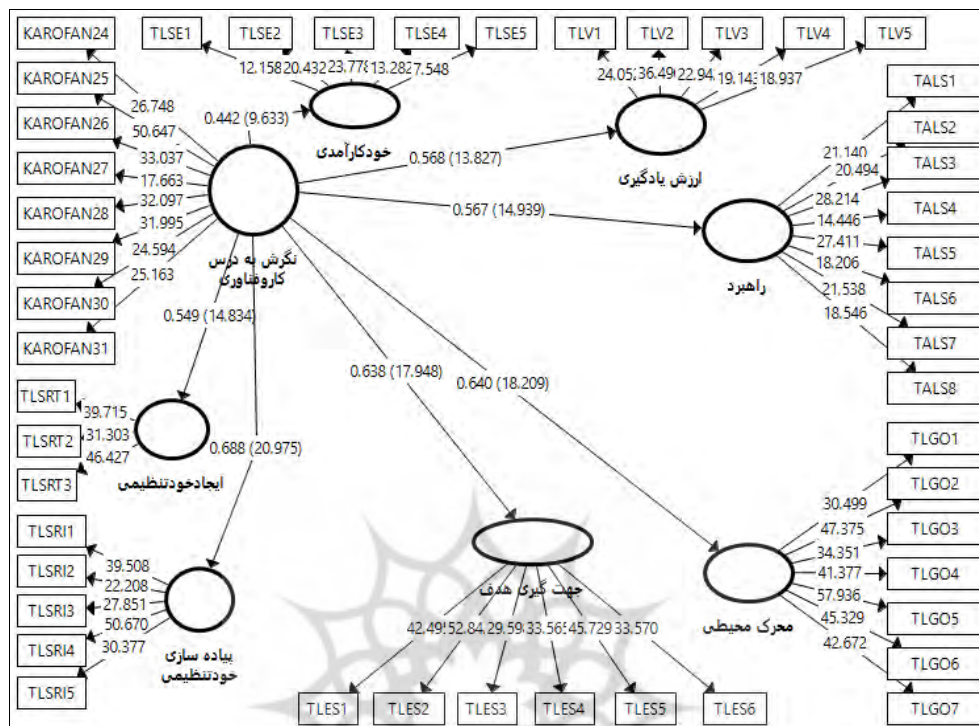 KAROFAN24
KAROFAN25
KAROFAN26
KAROFAN27
KAROFAN28
KAROFAN29
KAROFAN30
KAROFAN31
26.748
50.647
33.037
17.663
32.097
31.995
24.594
25.163
نگرش به درس
کاروفناوری
TLSE1
TLSE2
TLSE3
TLSE4
TLSE5
12.158
20.432
23.778
13.282
7.548
0.442 (9.633)
خودکارآمدی
TLV1
TLV2
TLV3
TLV4
TLV5
24.05
36.49
22.94
19.143
18.937
0.568 (13.827)
ارزش یادگیری
TALS1
TALS2
TALS3
TALS4
TALS5
TALS6
TALS7
TALS8
21.140
20.494
28.214
14.446
27.411
18.206
21.538
18.546
0.567 (14.939)
راهبرد
0.549 (14.834)
TLSRT1
TLSRT2
TLSRT3
39.715
31.303
46.427
ایجادخودتنظیمی
0.688 (20.975)
TLSRI1
TLSRI2
TLSRI3
TLSRI4
TLSRI5
39.508
22.208
27.851
50.670
30.377
پیاده سازی
خودتنظیمی
0.638 (17.948)
جهت گیری هدف
42.495
52.84
29.59
33.565
45.729
33.570
TLES1
TLES2
TLES3
TLES4
TLES5
TLES6
0.640 (18.209)
محرک محیطی
TLGO1
TLGO2
TLGO3
TLGO4
TLGO5
TLGO6
TLGO7
30.499
47.375
34.351
41.377
57.936
45.329
42.672